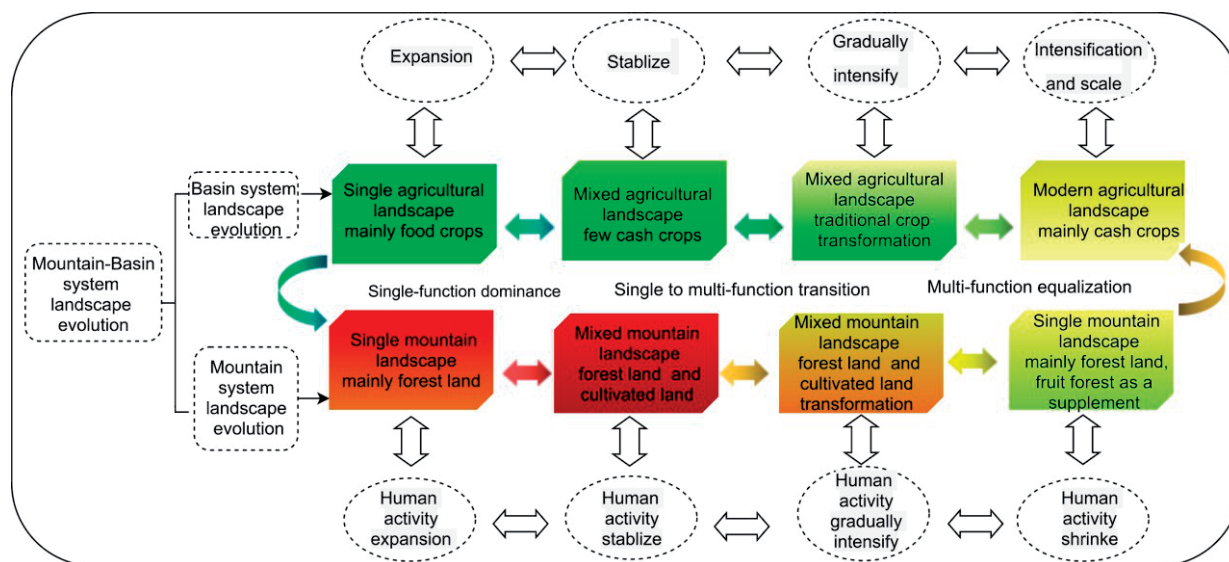 Expansion
Stablize
Gradually
intensify
Intensification
and scale
Basin system
landscape
evolution
Single agricultural
landscape
mainly food crops
Mixed agricultural
landscape
few cash crops
Mixed agricultural
landscape
traditional crop
transformation
Modern agricultural
landscape
mainly cash crops
Mountain-Basin
system
landscape
evolution
Single-function dominance
Single to multi-function transition
Multi-function equalization
Mountain
system
landscape
evolution
Single mountain
landscape
mainly forest land
Mixed mountain
landscape
forest land and
cultivated land
Mixed mountain
landscape
forest land and
cultivated land
transformation
Single mountain
landscape
mainly forest land,
fruit forest as a
supplement
Human
activity
expansion
Human
activity
stablize
Human
activity
gradually
intensify
Human
activity
shrinke